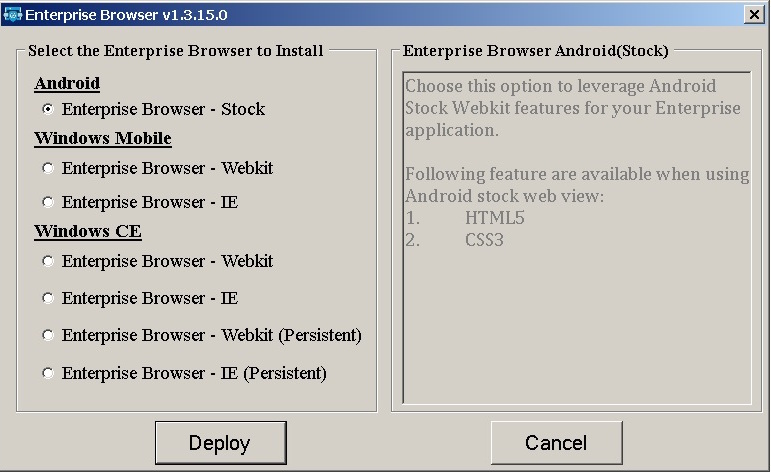 Enterprise Browser v1.3.15.0
Select the Enterprise Browser to Install
Android
Enterprise Browser - Stock
Windows Mobile
Enterprise Browser - Webkit
Enterprise Browser - IE
Windows CE
Enterprise Browser - Webkit
Enterprise Browser - IE
Enterprise Browser - Webkit (Persistent)
Enterprise Browser - IE (Persistent)
Enterprise Browser Android(Stock)
Choose this option to leverage Android
Stock Webkit features for your Enterprise
application.
Following feature are available when using
Android stock web view:
1. HTML5
2. CSS3
Deploy
Cancel